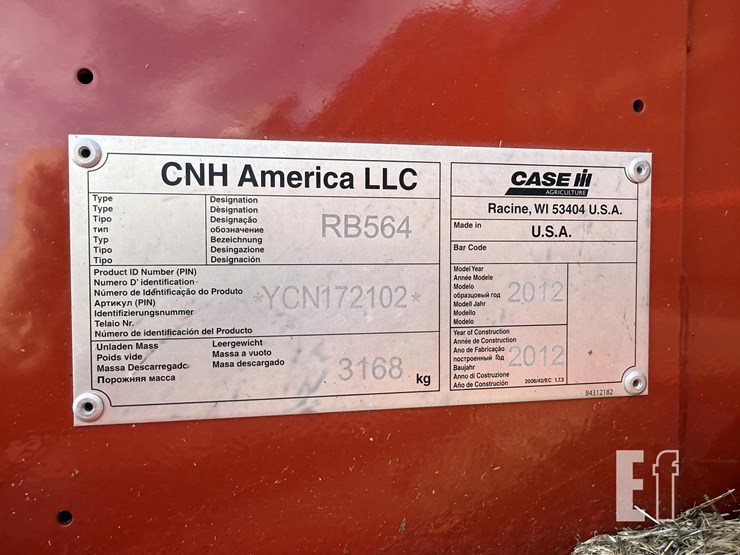 CNH America LLC
Type
Type
Tipo
тип
Typ
Tipo
Tipo
Designation
Dèsignation
Designação
обозначение
Bezeichnung
Desingazione
Designación
RB564
Product ID Number (PIN)
Numero D' identification
Número de Identificação do Produto
Артикул (PIN)
Identifizierungsnummer
Telaio Nr.
Número de identificación del Producto
*YCN172102*
Unladen Mass
Poids vide
Massa Descarregado
Порожняя масса
Leergewicht
Massa a vuoto
Masa descargado
3168 kg
CASE IH
AGRICULTURE
Racine, WI 53404 U.S.A.
Made in
U.S.A.
Bar Code
Model Year
Année Modele
Modelo
образцовый год
Modell Jahr
Modello
Modelo
2012
Year of Construction
Année de Construction
Ano de Fabricação
построенный Год
Baujahr
Anno di Costruzione
Año de Construción
2012
2006/42/EC 1.7.3
84312182
Ef